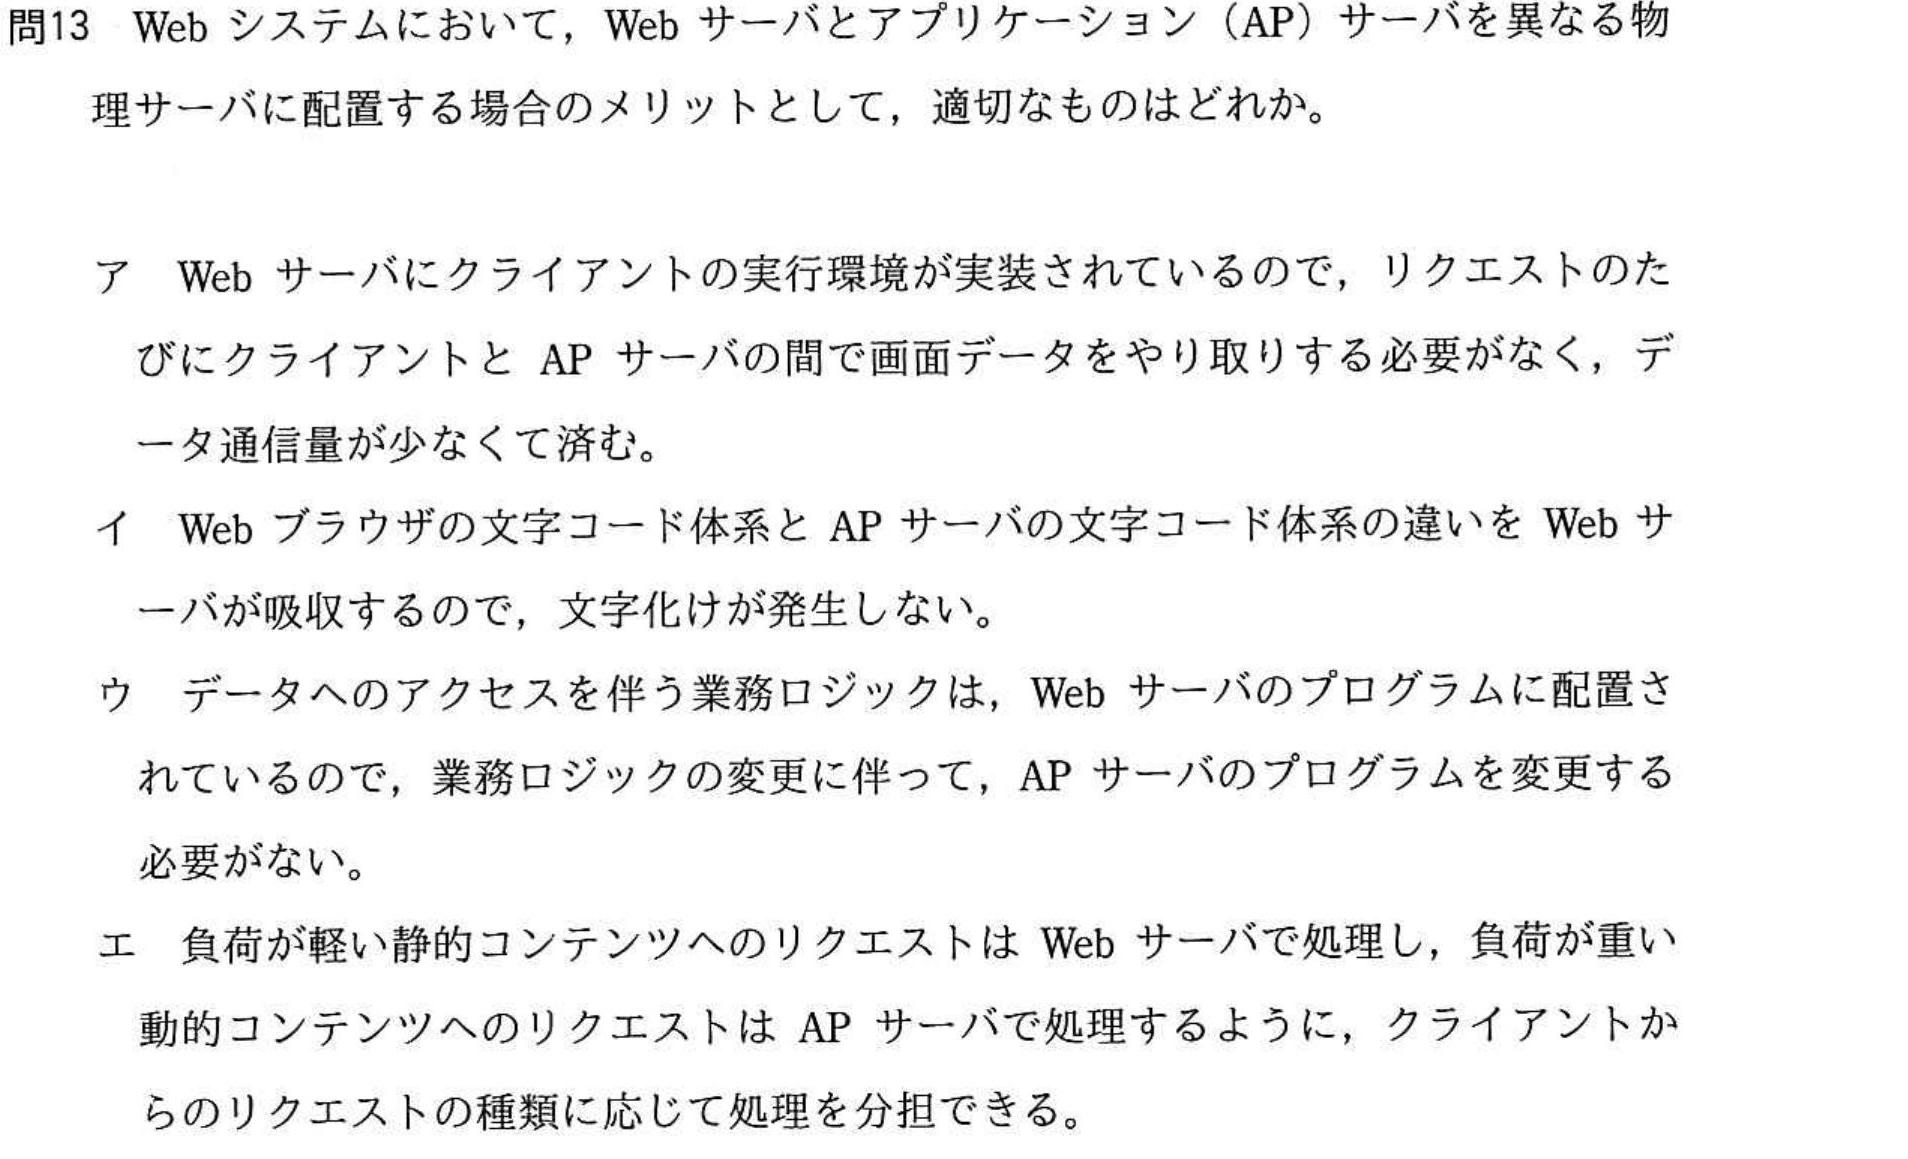 問13 Web システムにおいて，Web サーバとアプリケーション（AP）サーバを異なる物
理サーバに配置する場合のメリットとして，適切なものはどれか。
ア Web サーバにクライアントの実行環境が実装されているので，リクエストのた
びにクライアントと AP サーバの間で画面データをやり取りする必要がなく，デ
ータ通信量が少なくて済む。
イ Web ブラウザの文字コード体系と AP サーバの文字コード体系の違いを Web サ
ーバが吸収するので，文字化けが発生しない。
ウ データへのアクセスを伴う業務ロジックは，Web サーバのプログラムに配置さ
れているので，業務ロジックの変更に伴って，AP サーバのプログラムを変更する
必要がない。
エ 負荷が軽い静的コンテンツへのリクエストは Web サーバで処理し，負荷が重い
動的コンテンツへのリクエストは AP サーバで処理するように，クライアントか
らのリクエストの種類に応じて処理を分担できる。